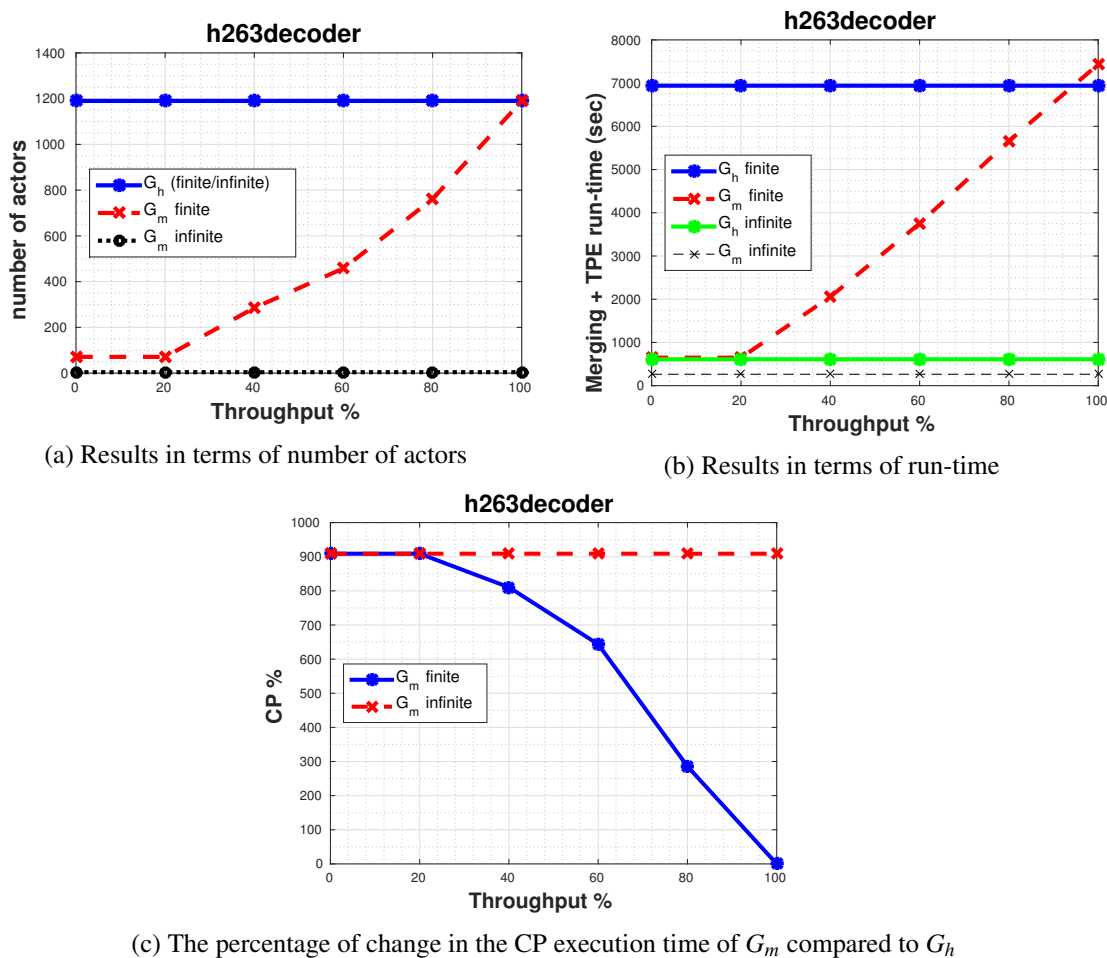 h263decoder
number of actors
1400
1200
1000
800
600
400
200
0
G_h (finite/infinite)
G_m finite
G_m infinite
0 20 40 60 80 100
Throughput %
(a) Results in terms of number of actors
h263decoder
Merging + TPE run-time (sec)
8000
7000
6000
5000
4000
3000
2000
1000
0
G_h finite
G_m finite
G_h infinite
G_m infinite
0 20 40 60 80 100
Throughput %
(b) Results in terms of run-time
h263decoder
CP %
1000
900
800
700
600
500
400
300
200
100
0
G_m finite
G_m infinite
0 20 40 60 80 100
Throughput %
(c) The percentage of change in the CP execution time of G_m compared to G_h